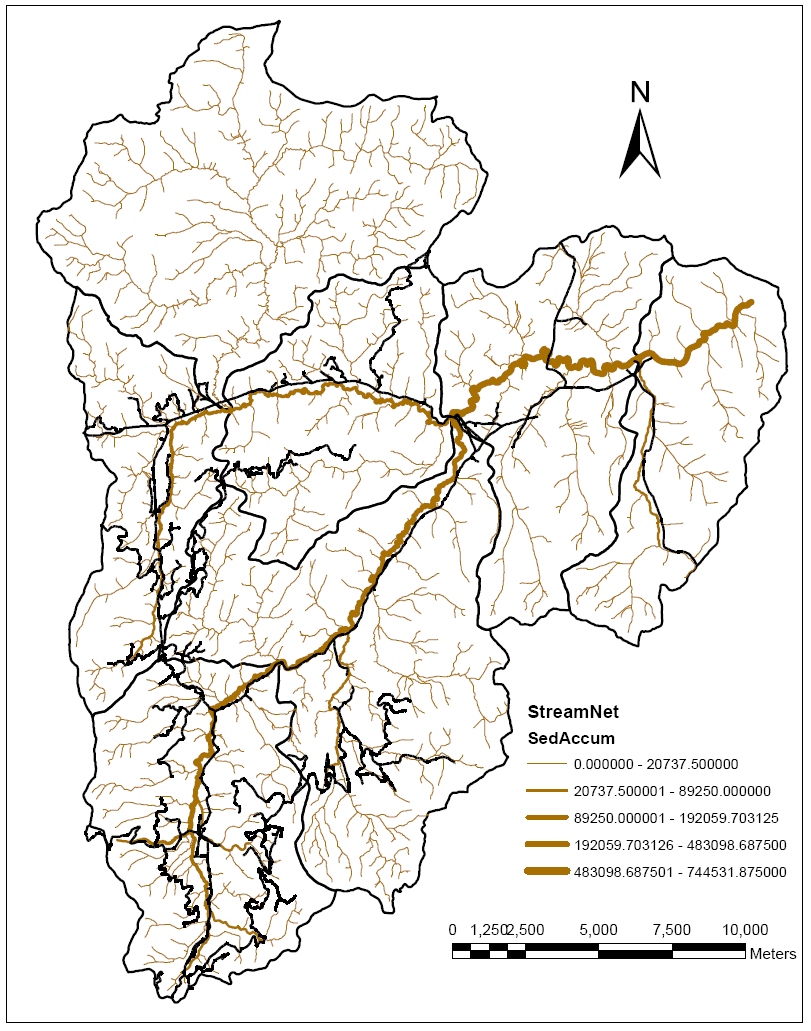 N
StreamNet
SedAccum
0.000000 - 20737.500000
20737.500001 - 89250.000000
89250.000001 - 192059.703125
192059.703126 - 483098.687500
483098.687501 - 744531.875000
0 1,250 2,500 5,000 7,500 10,000
Meters